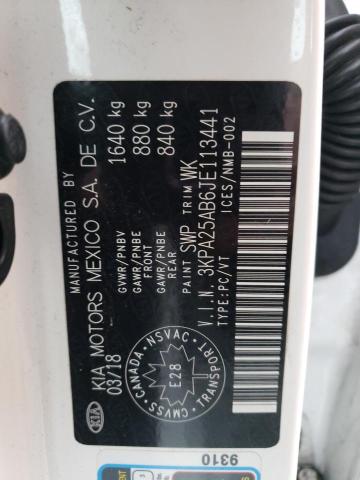 MANUFACTURED BY
KIA MOTORS MEXICO S.A. DE C.V.
03/18
GVWR/PNBV 1640 kg
GAWR/PNBE FRONT 880 kg
GAWR/PNBE REAR 840 kg
PAINT SWP TRIM WK
V.I.N. 3KPA25AB6JE113441
TYPE:PC/VT ICES/NMB-002
KIA
CANADA NSVAC TRANSPORT CMVSS
E28
9310